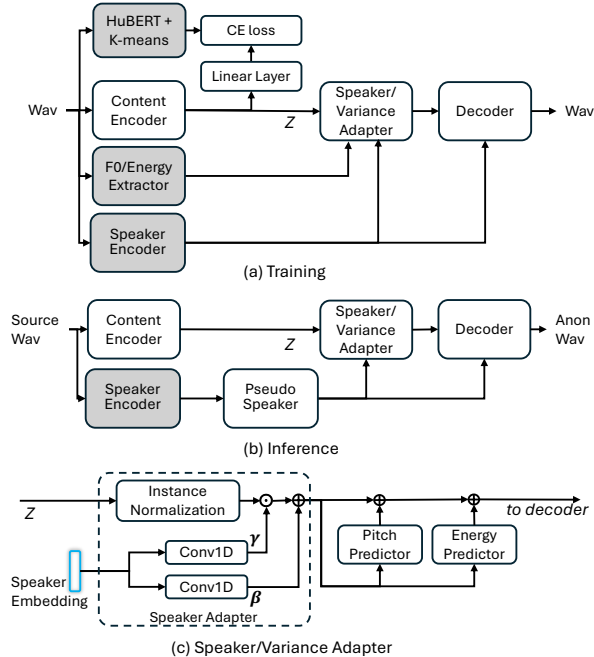 HuBERT +
K-means
CE loss
Linear Layer
Wav
Content
Encoder
Z
Speaker/
Variance
Adapter
Decoder
Wav
F0/Energy
Extractor
Speaker
Encoder
(a) Training
Source
Wav
Content
Encoder
Z
Speaker/
Variance
Adapter
Decoder
Anon
Wav
Speaker
Encoder
Pseudo
Speaker
(b) Inference
Z
Instance
Normalization
to decoder
γ
Conv1D
Pitch
Predictor
Energy
Predictor
Speaker
Embedding
Conv1D
β
Speaker Adapter
(c) Speaker/Variance Adapter